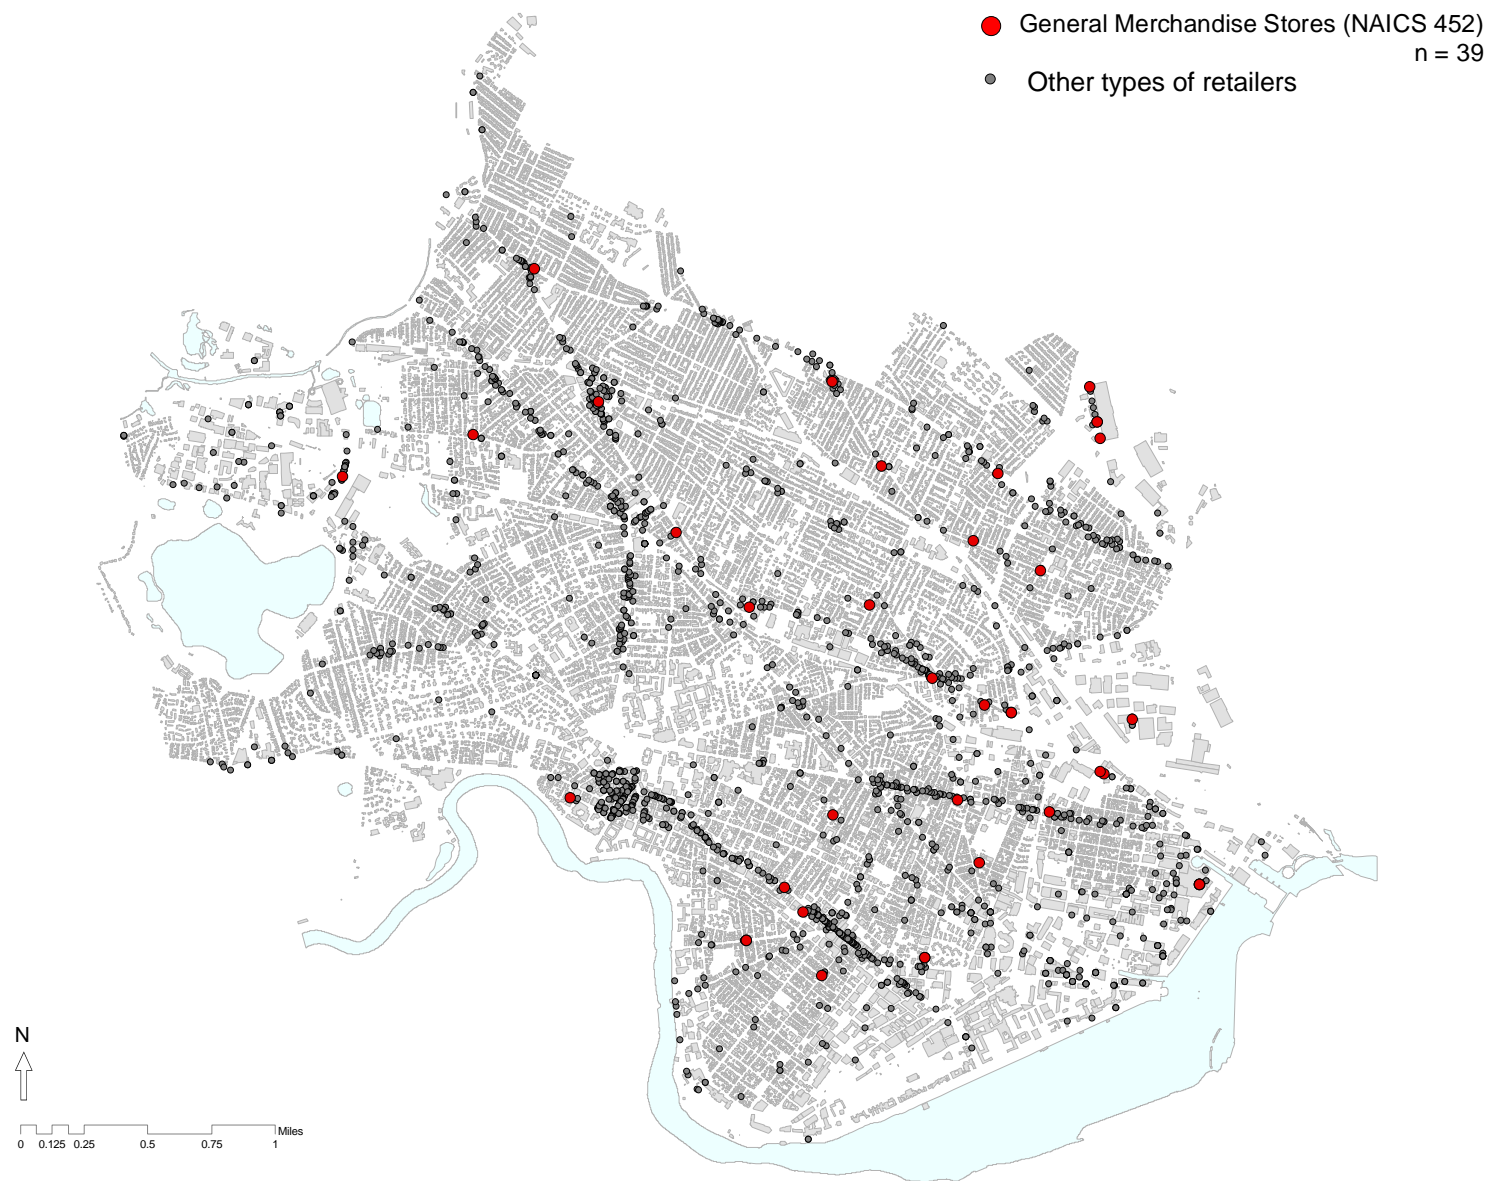 General Merchandise Stores (NAICS 452)
n = 39
Other types of retailers
N
Miles
0 0.125 0.25 0.5 0.75 1